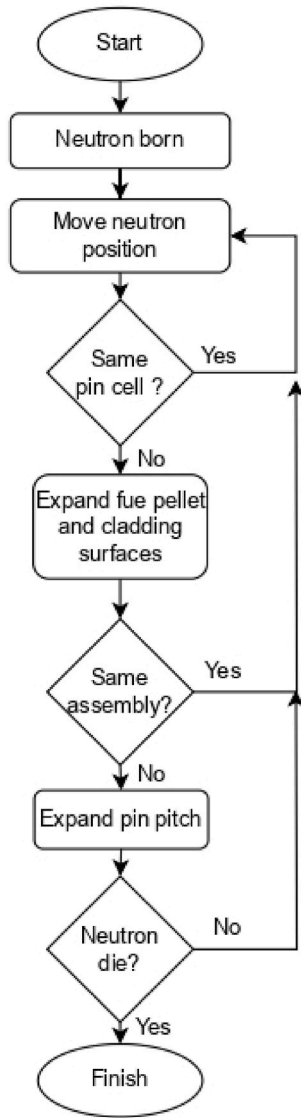 Start
Neutron born
Move neutron
position
Same
pin cell ?
Yes
No
Expand fue pellet
and cladding
surfaces
Same
assembly?
Yes
No
Expand pin pitch
Neutron
die?
No
Yes
Finish